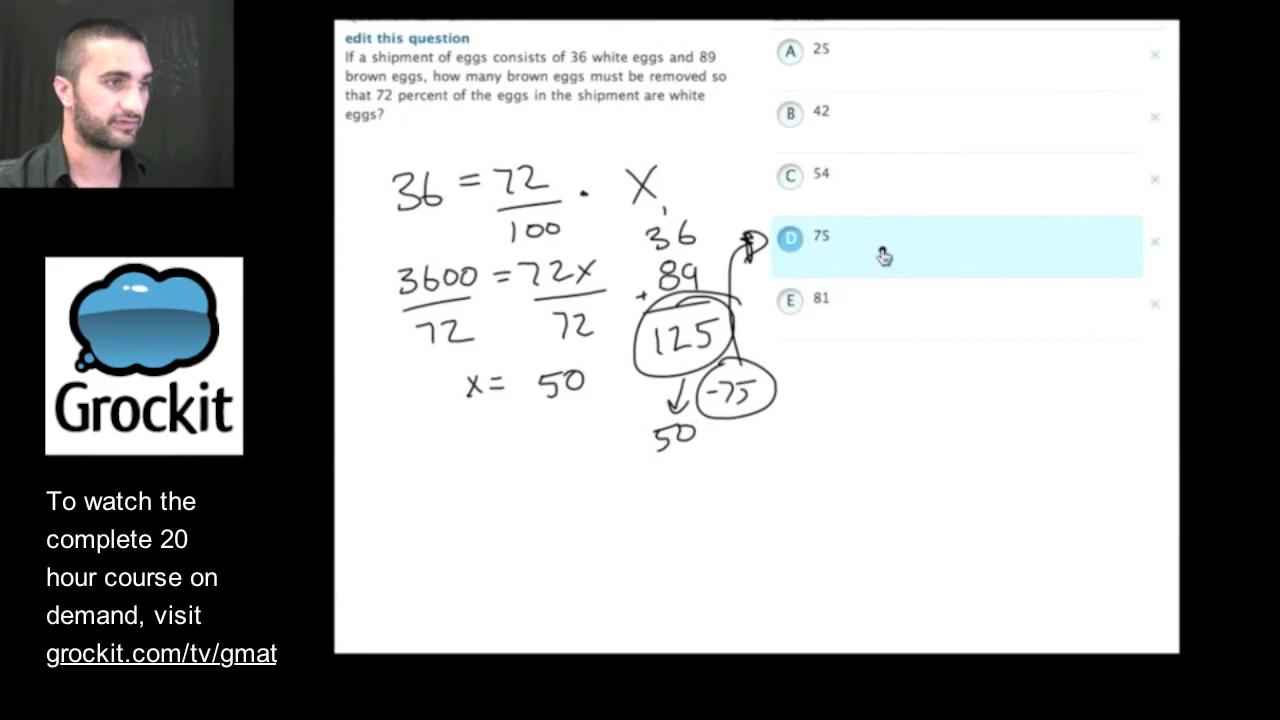 edit this question
If a shipment of eggs consists of 36 white eggs and 89
brown eggs, how many brown eggs must be removed so
that 72 percent of the eggs in the shipment are white
eggs?
A 25
B 42
C 54
D 75
E 81
36 = 72/100 · X
3600/72 = 72x/72
x = 50
36
+ 89
125
-75
50
Grockit
To watch the
complete 20
hour course on
demand, visit
grockit.com/tv/gmat